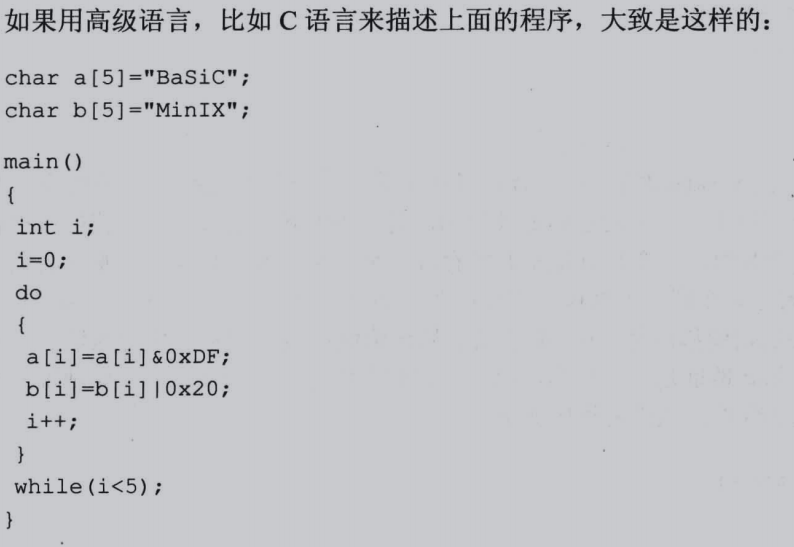 如果用高级语言，比如 C 语言来描述上面的程序，大致是这样的：
char a[5]="BaSiC";
char b[5]="MinIX";
main()
{
int i;
i=0;
do
{
a[i]=a[i]&0xDF;
b[i]=b[i]|0x20;
i++;
}
while(i<5);
}